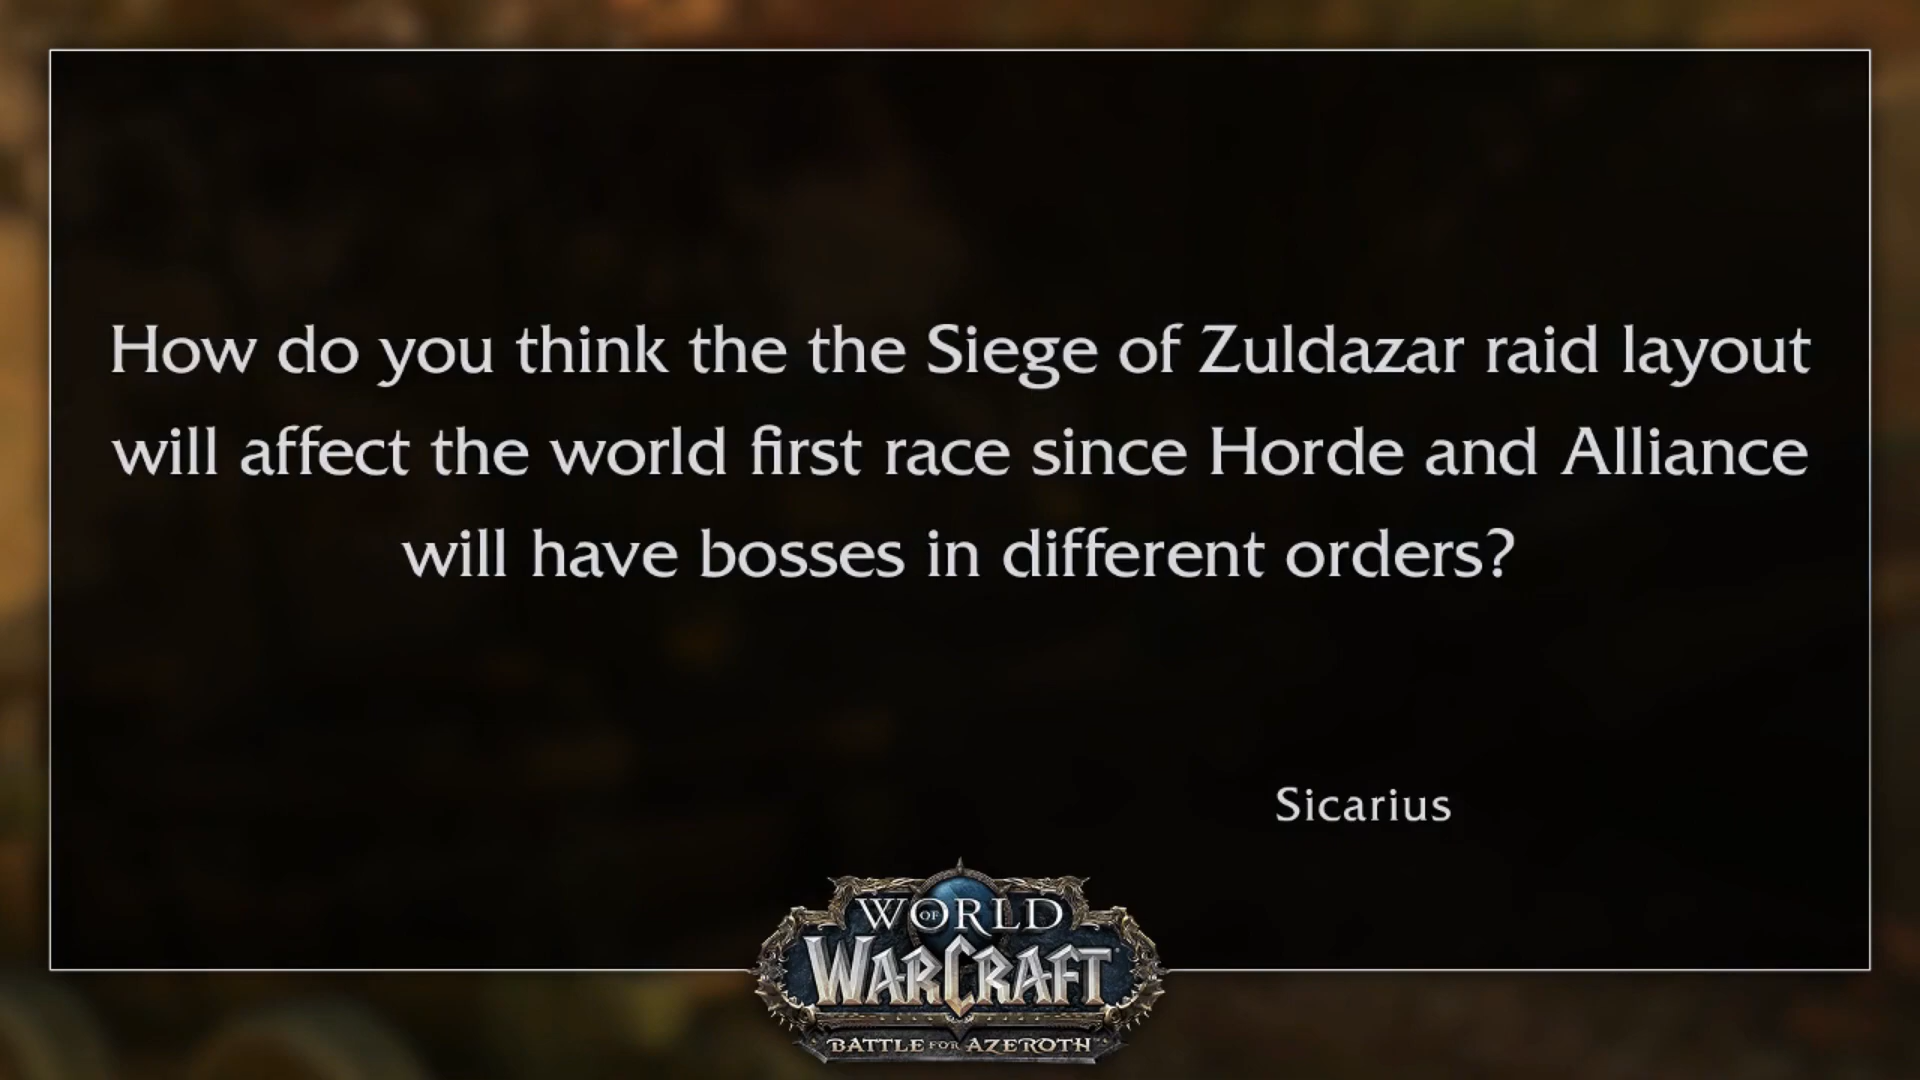 How do you think the the Siege of Zuldazar raid layout
will affect the world first race since Horde and Alliance
will have bosses in different orders?
Sicarius
WORLD OF
WARCRAFT
BATTLE FOR AZEROTH